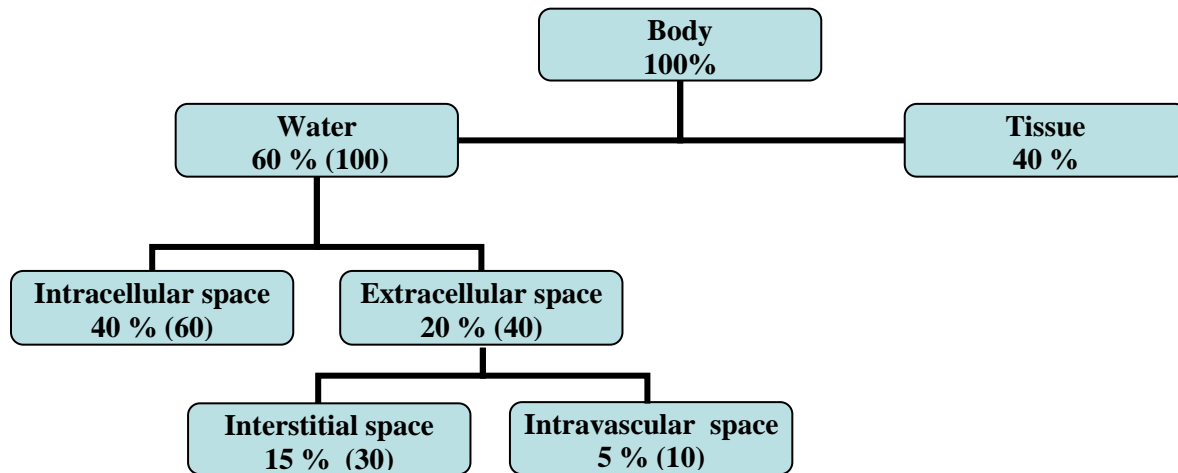 Body
100%
Water
60 % (100)
Tissue
40 %
Intracellular space
40 % (60)
Extracellular space
20 % (40)
Interstitial space
15 % (30)
Intravascular space
5 % (10)